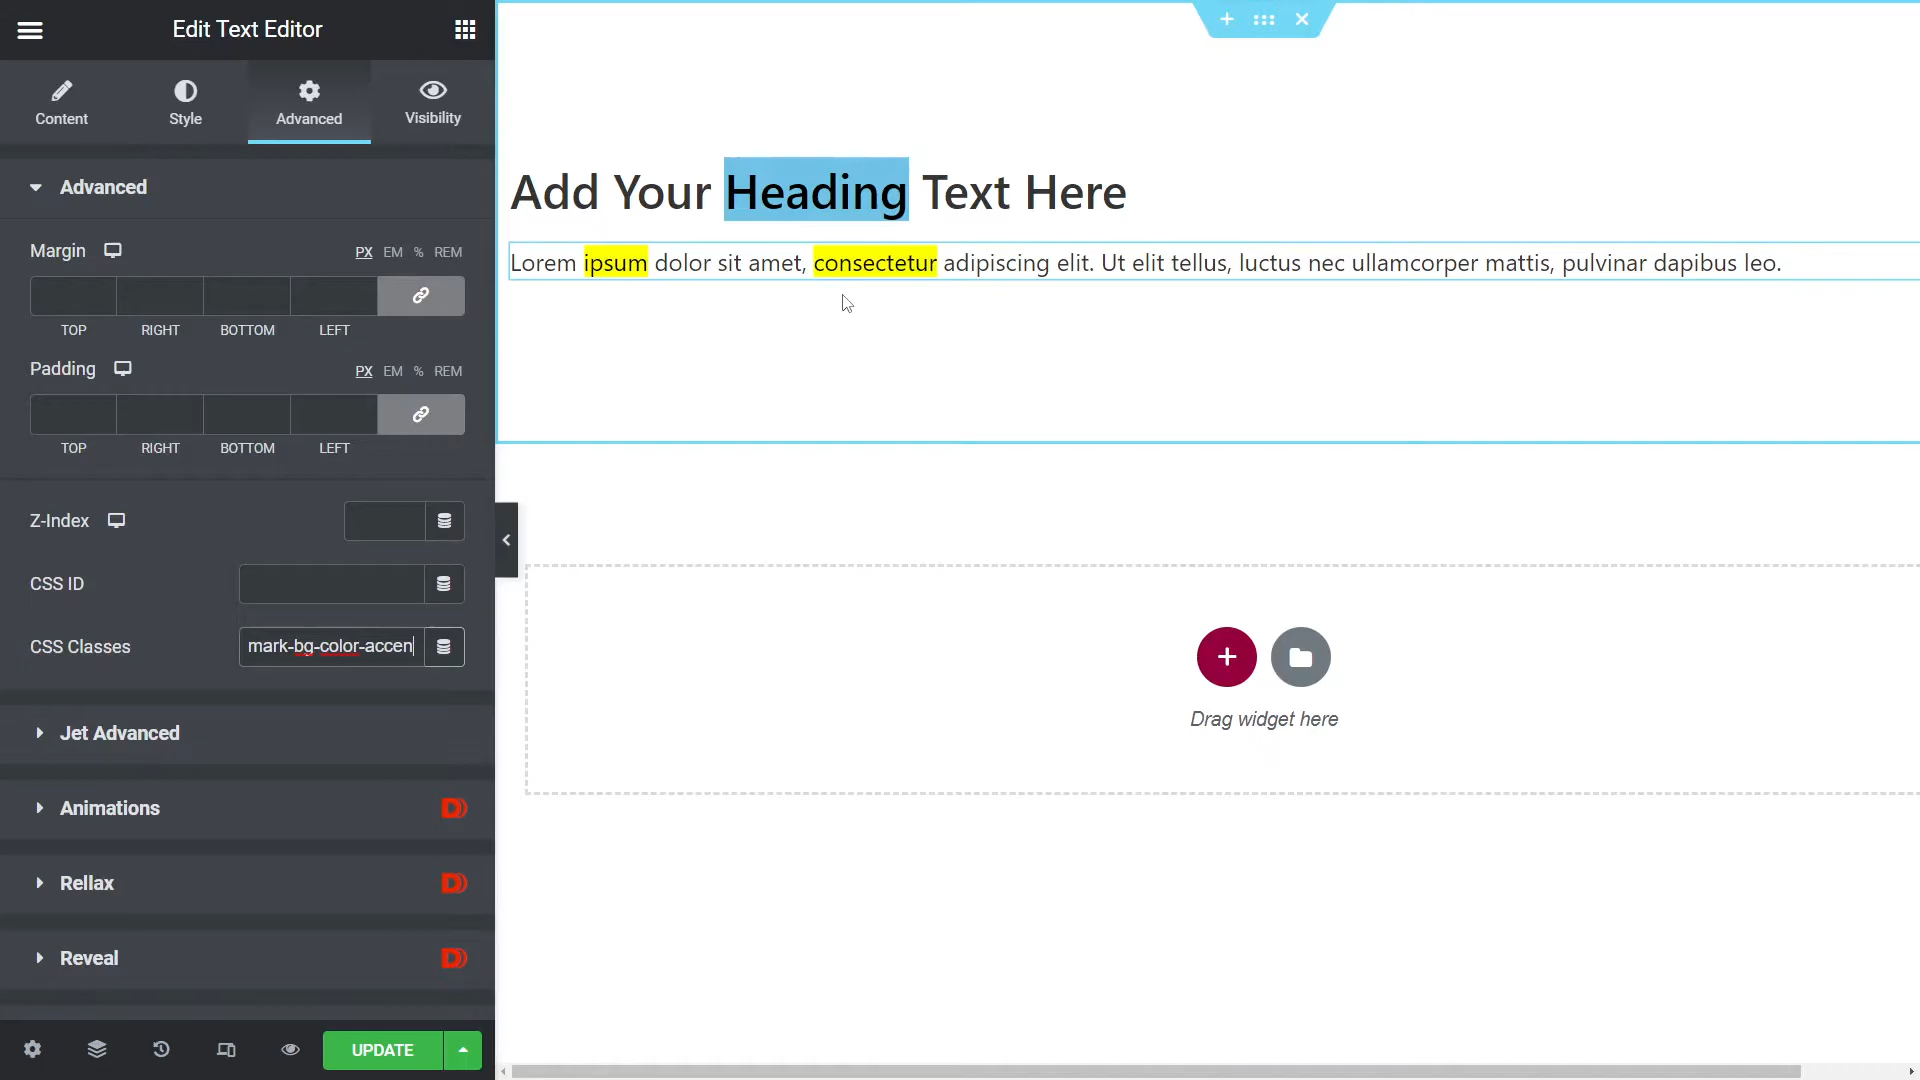 Edit Text Editor
Content
Style
Advanced
Visibility
Advanced
Margin
PX EM % REM
TOP RIGHT BOTTOM LEFT
Padding
PX EM % REM
TOP RIGHT BOTTOM LEFT
Z-Index
CSS ID
CSS Classes
mark-bg-color-accen
Jet Advanced
Animations
Rellax
Reveal
UPDATE
Add Your Heading Text Here
Lorem ipsum dolor sit amet, consectetur adipiscing elit. Ut elit tellus, luctus nec ullamcorper mattis, pulvinar dapibus leo.
Drag widget here